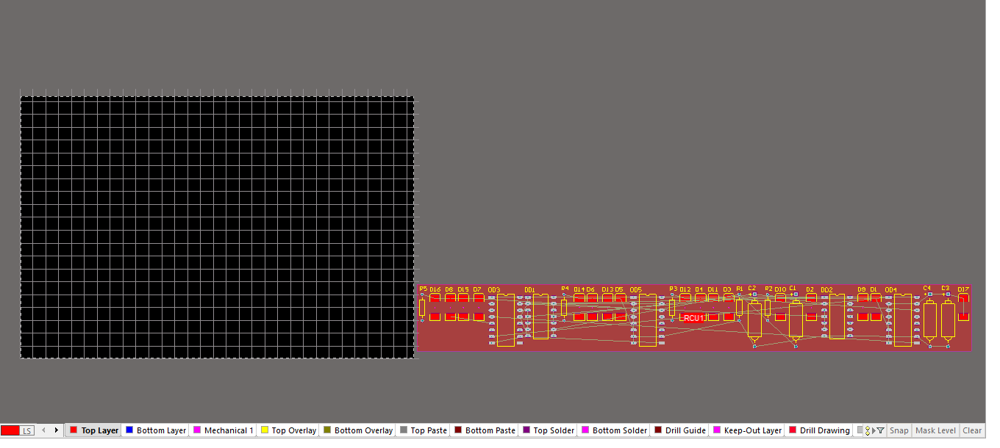 R5 D16 D8 D15 D7 DD3 DD1 R4 D14 D6 D13 D5 DD5 R3 D12 D4 D11 D3 R1 C2 R2 D10 C1 D2 DD2 D9 D1 DD4 C4 C3 D17
RCU1
LS Top Layer Bottom Layer Mechanical 1 Top Overlay Bottom Overlay Top Paste Bottom Paste Top Solder Bottom Solder Drill Guide Keep-Out Layer Drill Drawing Snap Mask Level Clear